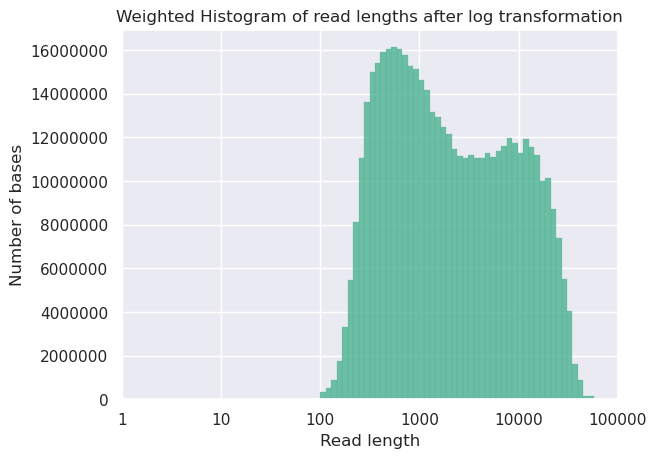 Weighted Histogram of read lengths after log transformation
16000000
14000000
12000000
10000000
8000000
6000000
4000000
2000000
0
Number of bases
1 10 100 1000 10000 100000
Read length